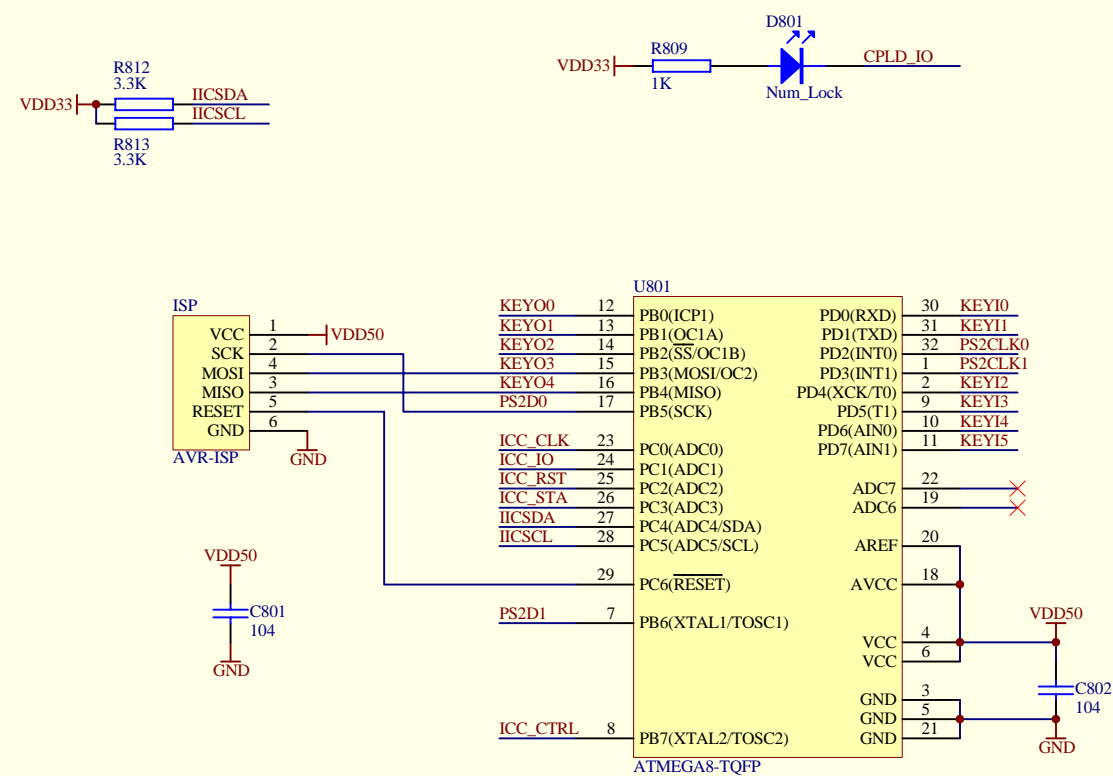 D801
R809
VDD33
CPLD_IO
1K
Num_Lock
R812
3.3K
VDD33
IICSDA
IICSCL
R813
3.3K
ISP
VCC
1
VDD50
SCK
2
MOSI
4
MISO
3
RESET
5
GND
6
AVR-ISP
GND
U801
KEYO0
12
PB0(ICP1)
KEYO1
13
PB1(OC1A)
KEYO2
14
PB2(SS/OC1B)
KEYO3
15
PB3(MOSI/OC2)
KEYO4
16
PB4(MISO)
PS2D0
17
PB5(SCK)
ICC_CLK
23
PC0(ADC0)
ICC_IO
24
PC1(ADC1)
ICC_RST
25
PC2(ADC2)
ICC_STA
26
PC3(ADC3)
IICSDA
27
PC4(ADC4/SDA)
IICSCL
28
PC5(ADC5/SCL)
29
PC6(RESET)
PS2D1
7
PB6(XTAL1/TOSC1)
ICC_CTRL
8
PB7(XTAL2/TOSC2)
PD0(RXD)
30
KEYI0
PD1(TXD)
31
KEYI1
PD2(INT0)
32
PS2CLK0
PD3(INT1)
1
PS2CLK1
PD4(XCK/T0)
2
KEYI2
PD5(T1)
9
KEYI3
PD6(AIN0)
10
KEYI4
PD7(AIN1)
11
KEYI5
ADC7
22
ADC6
19
AREF
20
AVCC
18
VCC
4
VCC
6
GND
3
GND
5
GND
21
ATMEGA8-TQFP
VDD50
C801
104
GND
VDD50
C802
104
GND